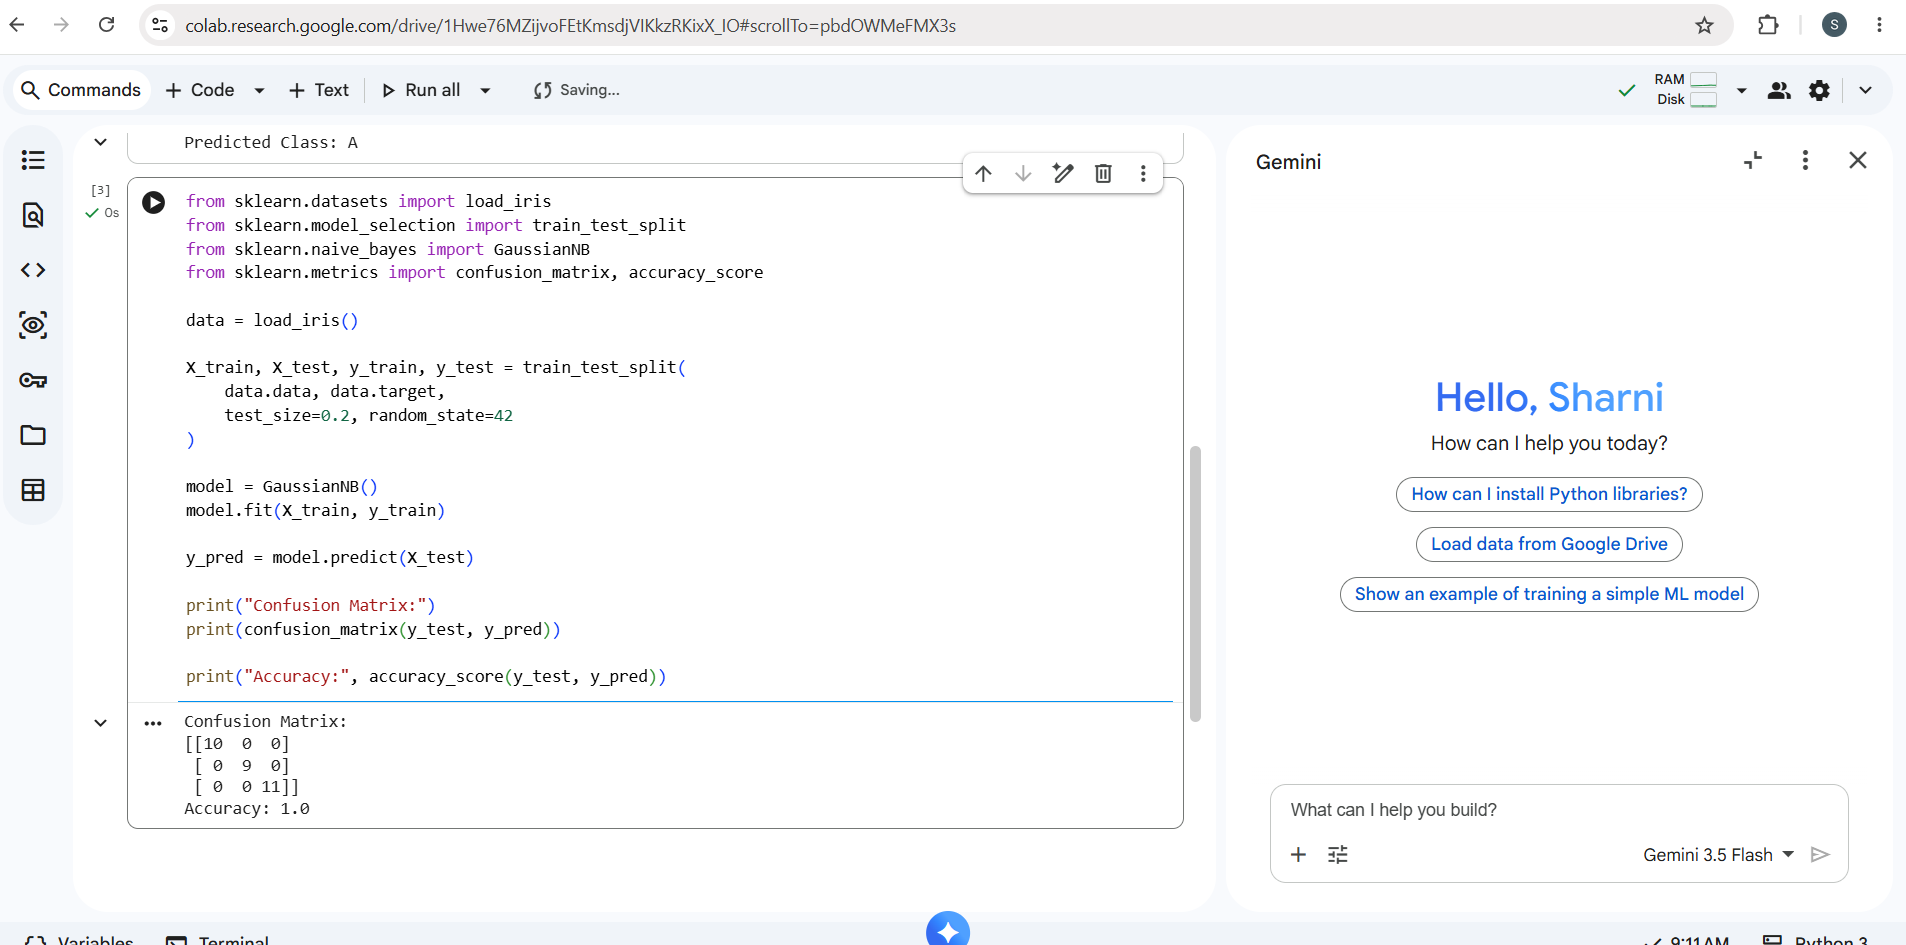 colab.research.google.com/drive/1Hwe76MZijvoFEtKmsdjVIKkzRKixX_IO#scrollTo=pbdOWMeFMX3s
S
Commands
+ Code
+ Text
Run all
Saving...
RAM
Disk
Predicted Class: A
[3]
0s
from sklearn.datasets import load_iris
from sklearn.model_selection import train_test_split
from sklearn.naive_bayes import GaussianNB
from sklearn.metrics import confusion_matrix, accuracy_score
data = load_iris()
X_train, X_test, y_train, y_test = train_test_split(
    data.data, data.target,
    test_size=0.2, random_state=42
)
model = GaussianNB()
model.fit(X_train, y_train)
y_pred = model.predict(X_test)
print("Confusion Matrix:")
print(confusion_matrix(y_test, y_pred))
print("Accuracy:", accuracy_score(y_test, y_pred))
Confusion Matrix:
[[10  0  0]
 [ 0  9  0]
 [ 0  0 11]]
Accuracy: 1.0
Gemini
Hello, Sharni
How can I help you today?
How can I install Python libraries?
Load data from Google Drive
Show an example of training a simple ML model
What can I help you build?
Gemini 3.5 Flash
Variables
Terminal
9:11 AM
Python 3